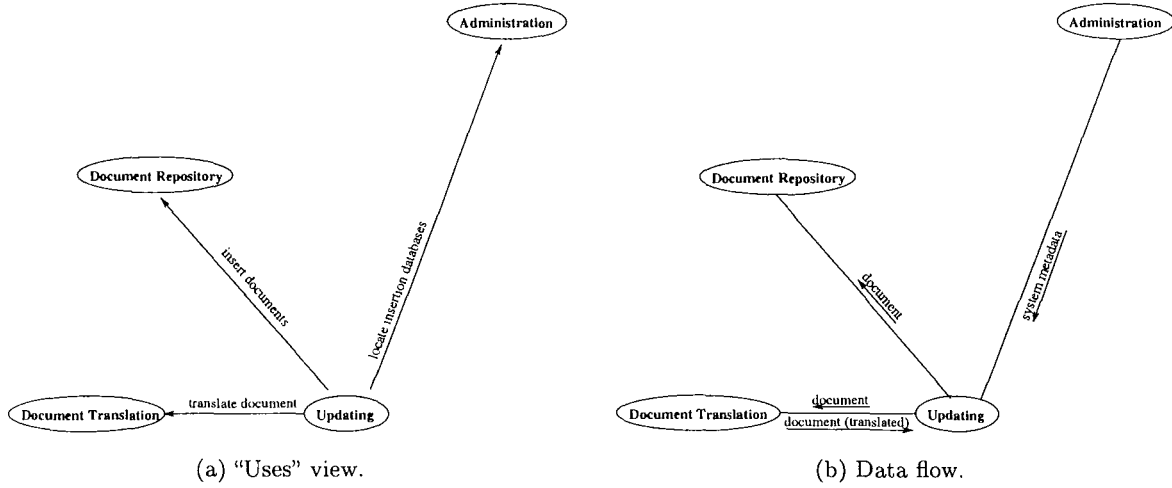 Administration
Document Repository
insert documents
locate insertion databases
translate document
Document Translation
Updating
(a) “Uses” view.
Administration
Document Repository
system metadata
document
document
Document Translation
Updating
document (translated)
(b) Data flow.